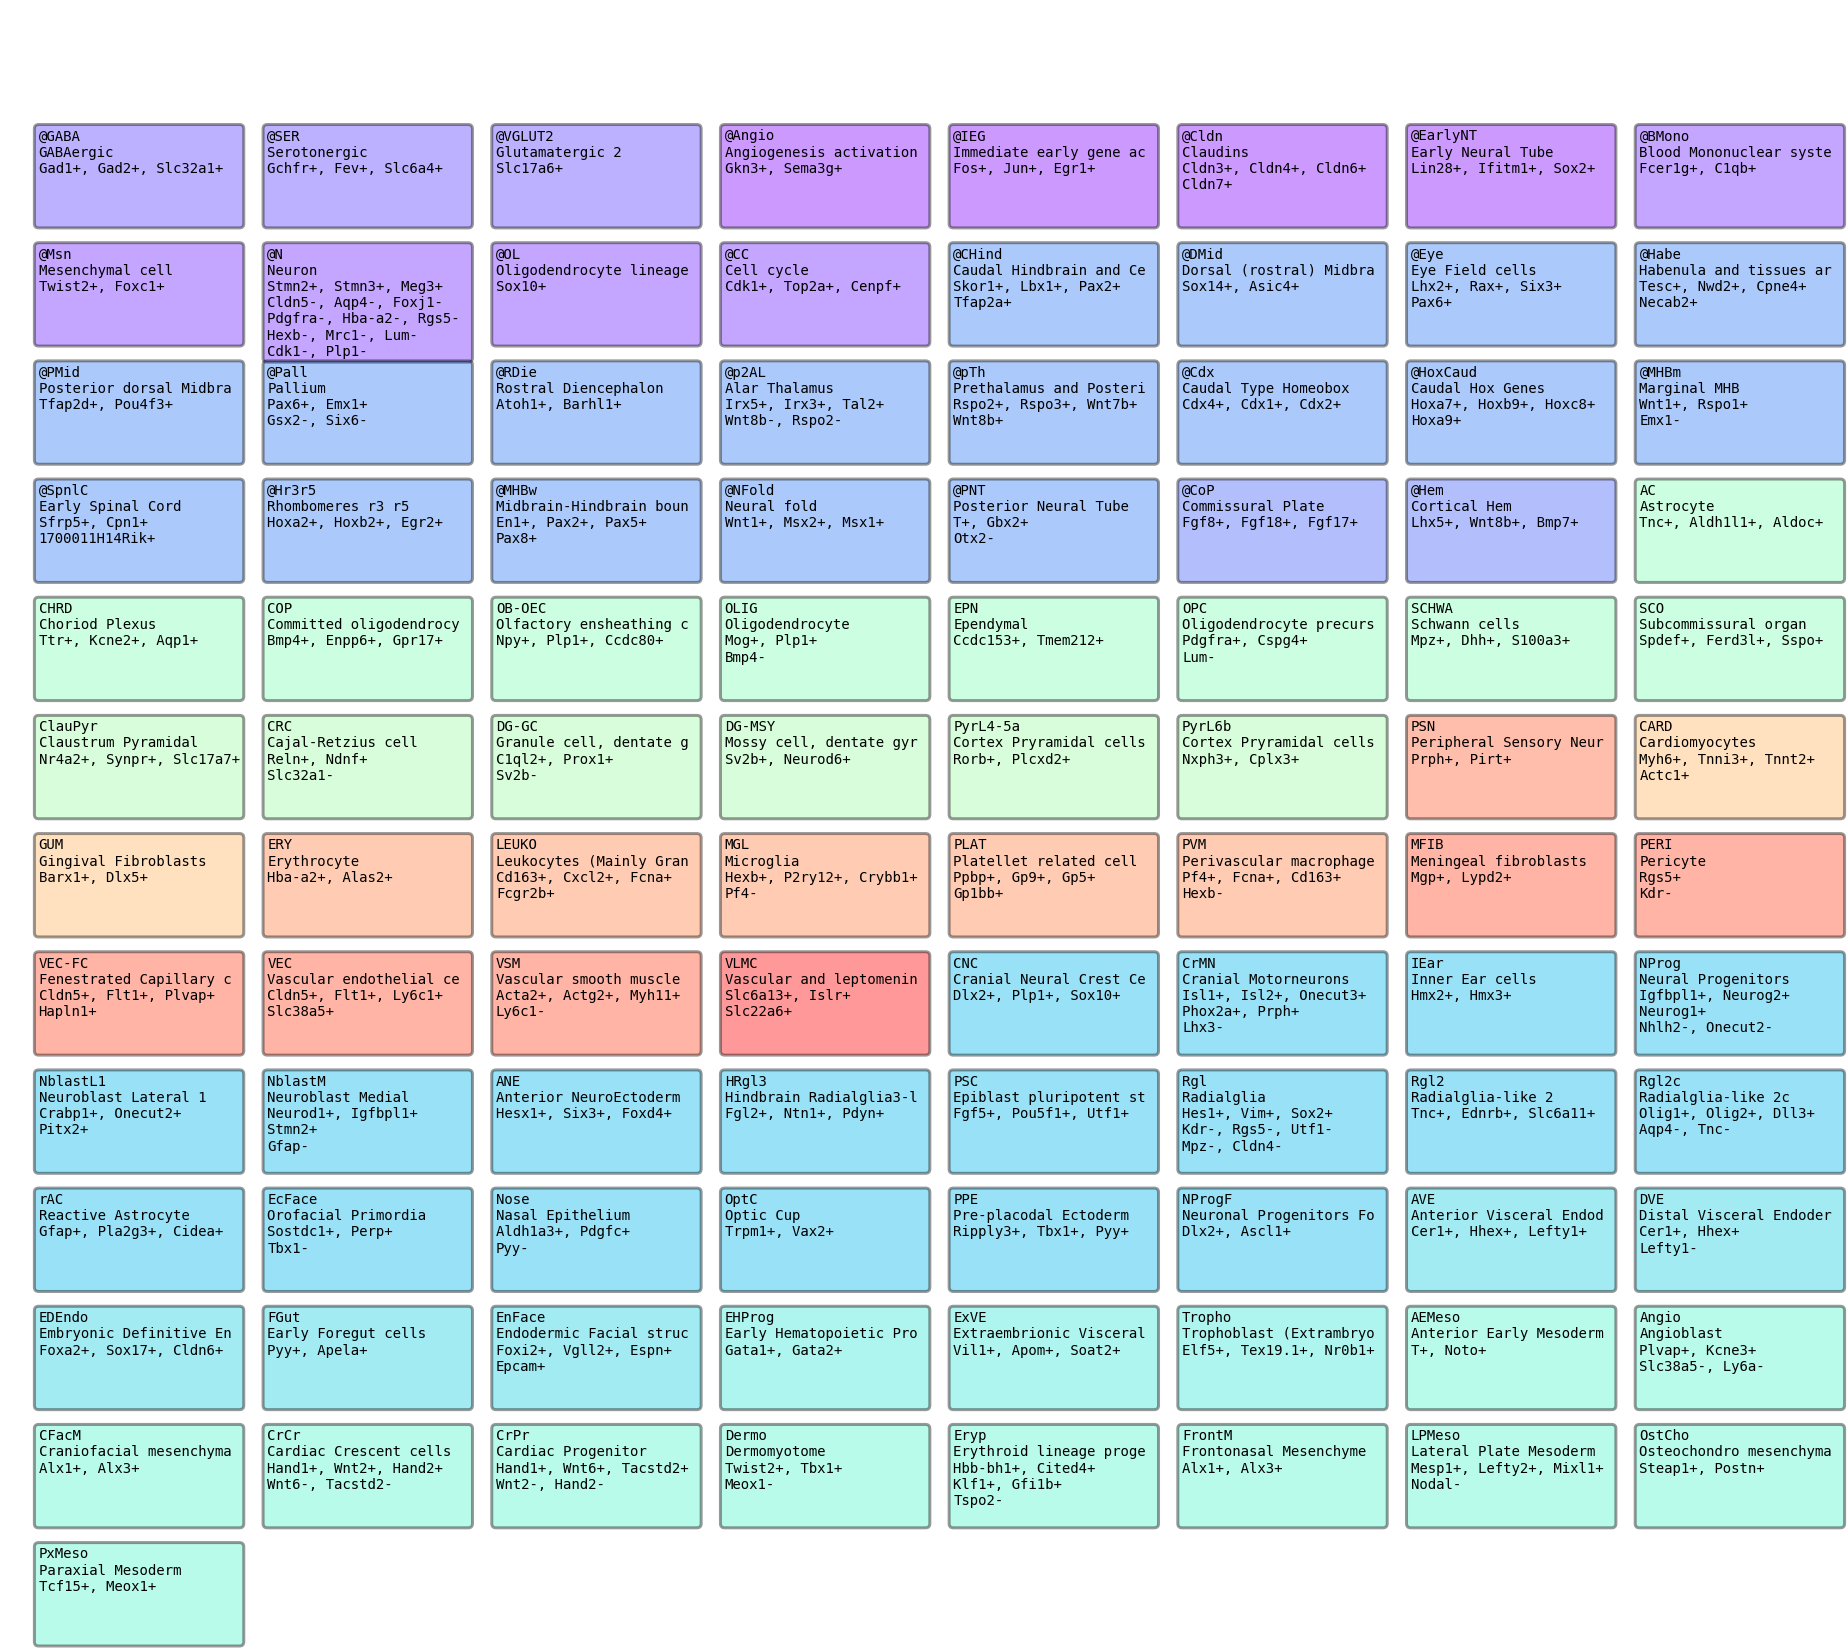 @GABA
GABAergic
Gad1+, Gad2+, Slc32a1+
@SER
Serotonergic
Gchfr+, Fev+, Slc6a4+
@VGLUT2
Glutamatergic 2
Slc17a6+
@Angio
Angiogenesis activation
Gkn3+, Sema3g+
@IEG
Immediate early gene ac
Fos+, Jun+, Egr1+
@Cldn
Claudins
Cldn3+, Cldn4+, Cldn6+
Cldn7+
@EarlyNT
Early Neural Tube
Lin28+, Ifitm1+, Sox2+
@BMono
Blood Mononuclear syste
Fcer1g+, C1qb+
@Msn
Mesenchymal cell
Twist2+, Foxc1+
@N
Neuron
Stmn2+, Stmn3+, Meg3+
Cldn5-, Aqp4-, Foxj1-
Pdgfra-, Hba-a2-, Rgs5-
Hexb-, Mrc1-, Lum-
Cdk1-, Plp1-
@OL
Oligodendrocyte lineage
Sox10+
@CC
Cell cycle
Cdk1+, Top2a+, Cenpf+
@CHind
Caudal Hindbrain and Ce
Skor1+, Lbx1+, Pax2+
Tfap2a+
@DMid
Dorsal (rostral) Midbra
Sox14+, Asic4+
@Eye
Eye Field cells
Lhx2+, Rax+, Six3+
Pax6+
@Habe
Habenula and tissues ar
Tesc+, Nwd2+, Cpne4+
Necab2+
@PMid
Posterior dorsal Midbra
Tfap2d+, Pou4f3+
@Pall
Pallium
Pax6+, Emx1+
Gsx2-, Six6-
@RDie
Rostral Diencephalon
Atoh1+, Barhl1+
@p2AL
Alar Thalamus
Irx5+, Irx3+, Tal2+
Wnt8b-, Rspo2-
@pTh
Prethalamus and Posteri
Rspo2+, Rspo3+, Wnt7b+
Wnt8b+
@Cdx
Caudal Type Homeobox
Cdx4+, Cdx1+, Cdx2+
@HoxCaud
Caudal Hox Genes
Hoxa7+, Hoxb9+, Hoxc8+
Hoxa9+
@MHBm
Marginal MHB
Wnt1+, Rspo1+
Emx1-
@SpnlC
Early Spinal Cord
Sfrp5+, Cpn1+
1700011H14Rik+
@Hr3r5
Rhombomeres r3 r5
Hoxa2+, Hoxb2+, Egr2+
@MHBw
Midbrain-Hindbrain boun
En1+, Pax2+, Pax5+
Pax8+
@NFold
Neural fold
Wnt1+, Msx2+, Msx1+
@PNT
Posterior Neural Tube
T+, Gbx2+
Otx2-
@CoP
Commissural Plate
Fgf8+, Fgf18+, Fgf17+
@Hem
Cortical Hem
Lhx5+, Wnt8b+, Bmp7+
AC
Astrocyte
Tnc+, Aldh1l1+, Aldoc+
CHRD
Choriod Plexus
Ttr+, Kcne2+, Aqp1+
COP
Committed oligodendrocy
Bmp4+, Enpp6+, Gpr17+
OB-OEC
Olfactory ensheathing c
Npy+, Plp1+, Ccdc80+
OLIG
Oligodendrocyte
Mog+, Plp1+
Bmp4-
EPN
Ependymal
Ccdc153+, Tmem212+
OPC
Oligodendrocyte precurs
Pdgfra+, Cspg4+
Lum-
SCHWA
Schwann cells
Mpz+, Dhh+, S100a3+
SCO
Subcommissural organ
Spdef+, Ferd3l+, Sspo+
ClauPyr
Claustrum Pyramidal
Nr4a2+, Synpr+, Slc17a7+
CRC
Cajal-Retzius cell
Reln+, Ndnf+
Slc32a1-
DG-GC
Granule cell, dentate g
C1ql2+, Prox1+
Sv2b-
DG-MSY
Mossy cell, dentate gyr
Sv2b+, Neurod6+
PyrL4-5a
Cortex Pryramidal cells
Rorb+, Plcxd2+
PyrL6b
Cortex Pryramidal cells
Nxph3+, Cplx3+
PSN
Peripheral Sensory Neur
Prph+, Pirt+
CARD
Cardiomyocytes
Myh6+, Tnni3+, Tnnt2+
Actc1+
GUM
Gingival Fibroblasts
Barx1+, Dlx5+
ERY
Erythrocyte
Hba-a2+, Alas2+
LEUKO
Leukocytes (Mainly Gran
Cd163+, Cxcl2+, Fcna+
Fcgr2b+
MGL
Microglia
Hexb+, P2ry12+, Crybb1+
Pf4-
PLAT
Platellet related cell
Ppbp+, Gp9+, Gp5+
Gp1bb+
PVM
Perivascular macrophage
Pf4+, Fcna+, Cd163+
Hexb-
MFIB
Meningeal fibroblasts
Mgp+, Lypd2+
PERI
Pericyte
Rgs5+
Kdr-
VEC-FC
Fenestrated Capillary c
Cldn5+, Flt1+, Plvap+
Hapln1+
VEC
Vascular endothelial ce
Cldn5+, Flt1+, Ly6c1+
Slc38a5+
VSM
Vascular smooth muscle
Acta2+, Actg2+, Myh11+
Ly6c1-
VLMC
Vascular and leptomenin
Slc6a13+, Islr+
Slc22a6+
CNC
Cranial Neural Crest Ce
Dlx2+, Plp1+, Sox10+
CrMN
Cranial Motorneurons
Isl1+, Isl2+, Onecut3+
Phox2a+, Prph+
Lhx3-
IEar
Inner Ear cells
Hmx2+, Hmx3+
NProg
Neural Progenitors
Igfbpl1+, Neurog2+
Neurog1+
Nhlh2-, Onecut2-
NblastL1
Neuroblast Lateral 1
Crabp1+, Onecut2+
Pitx2+
NblastM
Neuroblast Medial
Neurod1+, Igfbpl1+
Stmn2+
Gfap-
ANE
Anterior NeuroEctoderm
Hesx1+, Six3+, Foxd4+
HRgl3
Hindbrain Radialglia3-l
Fgl2+, Ntn1+, Pdyn+
PSC
Epiblast pluripotent st
Fgf5+, Pou5f1+, Utf1+
Rgl
Radialglia
Hes1+, Vim+, Sox2+
Kdr-, Rgs5-, Utf1-
Mpz-, Cldn4-
Rgl2
Radialglia-like 2
Tnc+, Ednrb+, Slc6a11+
Rgl2c
Radialglia-like 2c
Olig1+, Olig2+, Dll3+
Aqp4-, Tnc-
rAC
Reactive Astrocyte
Gfap+, Pla2g3+, Cidea+
EcFace
Orofacial Primordia
Sostdc1+, Perp+
Tbx1-
Nose
Nasal Epithelium
Aldh1a3+, Pdgfc+
Pyy-
OptC
Optic Cup
Trpm1+, Vax2+
PPE
Pre-placodal Ectoderm
Ripply3+, Tbx1+, Pyy+
NProgF
Neuronal Progenitors Fo
Dlx2+, Ascl1+
AVE
Anterior Visceral Endod
Cer1+, Hhex+, Lefty1+
DVE
Distal Visceral Endoder
Cer1+, Hhex+
Lefty1-
EDEndo
Embryonic Definitive En
Foxa2+, Sox17+, Cldn6+
FGut
Early Foregut cells
Pyy+, Apela+
EnFace
Endodermic Facial struc
Foxi2+, Vgll2+, Espn+
Epcam+
EHProg
Early Hematopoietic Pro
Gata1+, Gata2+
ExVE
Extraembrionic Visceral
Vil1+, Apom+, Soat2+
Tropho
Trophoblast (Extrambryo
Elf5+, Tex19.1+, Nr0b1+
AEMeso
Anterior Early Mesoderm
T+, Noto+
Angio
Angioblast
Plvap+, Kcne3+
Slc38a5-, Ly6a-
CFacM
Craniofacial mesenchyma
Alx1+, Alx3+
CrCr
Cardiac Crescent cells
Hand1+, Wnt2+, Hand2+
Wnt6-, Tacstd2-
CrPr
Cardiac Progenitor
Hand1+, Wnt6+, Tacstd2+
Wnt2-, Hand2-
Dermo
Dermomyotome
Twist2+, Tbx1+
Meox1-
Eryp
Erythroid lineage proge
Hbb-bh1+, Cited4+
Klf1+, Gfi1b+
Tspo2-
FrontM
Frontonasal Mesenchyme
Alx1+, Alx3+
LPMeso
Lateral Plate Mesoderm
Mesp1+, Lefty2+, Mixl1+
Nodal-
OstCho
Osteochondro mesenchyma
Steap1+, Postn+
PxMeso
Paraxial Mesoderm
Tcf15+, Meox1+